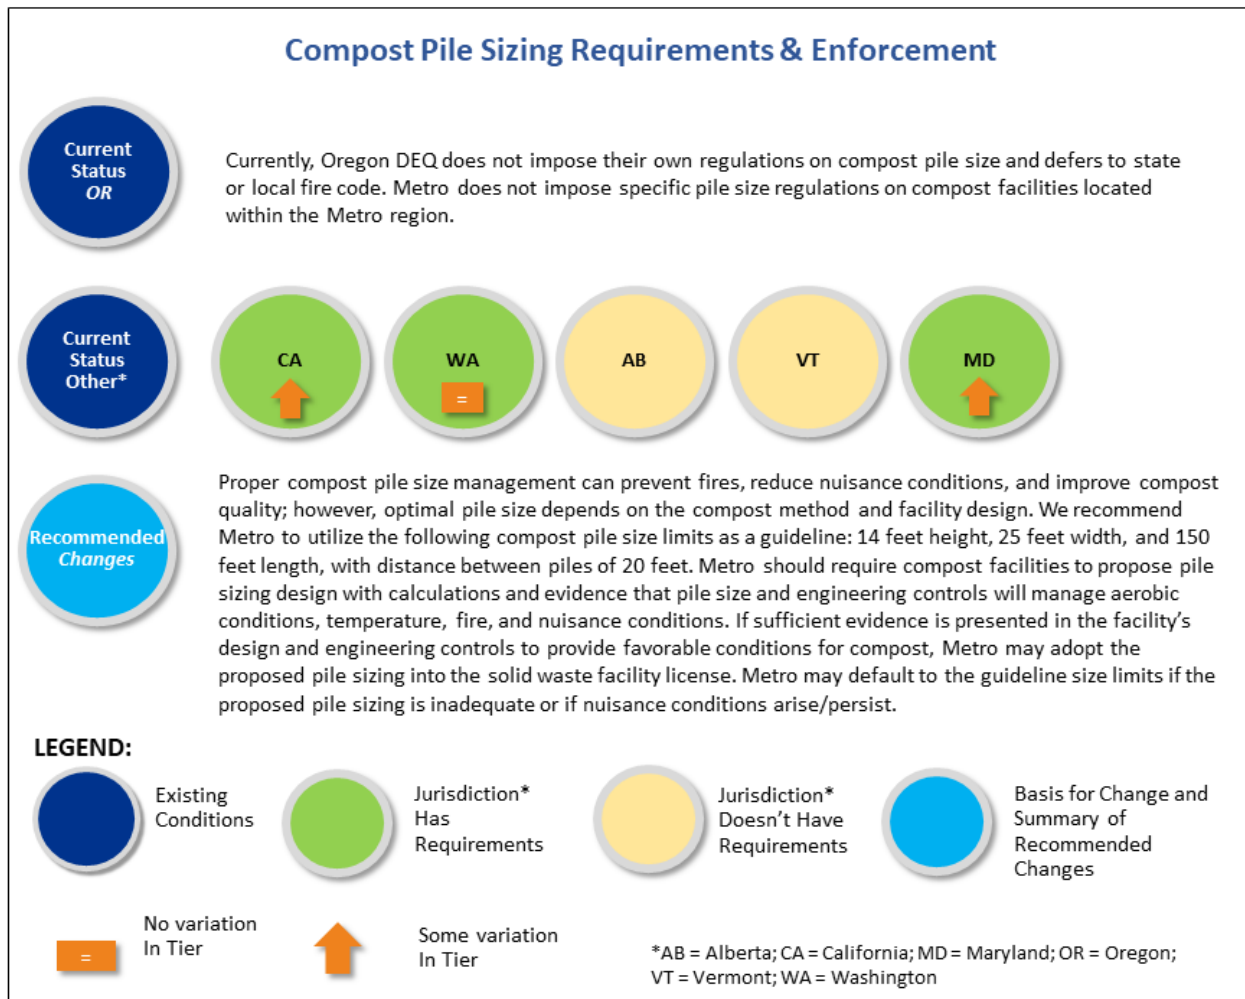 Compost Pile Sizing Requirements & Enforcement
Current
Status
OR
Currently, Oregon DEQ does not impose their own regulations on compost pile size and defers to state
or local fire code. Metro does not impose specific pile size regulations on compost facilities located
within the Metro region.
Current
Status
Other*
CA
WA
=
AB
VT
MD
Recommended
Changes
Proper compost pile size management can prevent fires, reduce nuisance conditions, and improve compost
quality; however, optimal pile size depends on the compost method and facility design. We recommend
Metro to utilize the following compost pile size limits as a guideline: 14 feet height, 25 feet width, and 150
feet length, with distance between piles of 20 feet. Metro should require compost facilities to propose pile
sizing design with calculations and evidence that pile size and engineering controls will manage aerobic
conditions, temperature, fire, and nuisance conditions. If sufficient evidence is presented in the facility's
design and engineering controls to provide favorable conditions for compost, Metro may adopt the
proposed pile sizing into the solid waste facility license. Metro may default to the guideline size limits if the
proposed pile sizing is inadequate or if nuisance conditions arise/persist.
LEGEND:
Existing
Conditions
Jurisdiction*
Has
Requirements
Jurisdiction*
Doesn't Have
Requirements
Basis for Change and
Summary of
Recommended
Changes
=
No variation
In Tier
Some variation
In Tier
*AB = Alberta; CA = California; MD = Maryland; OR = Oregon;
VT = Vermont; WA = Washington